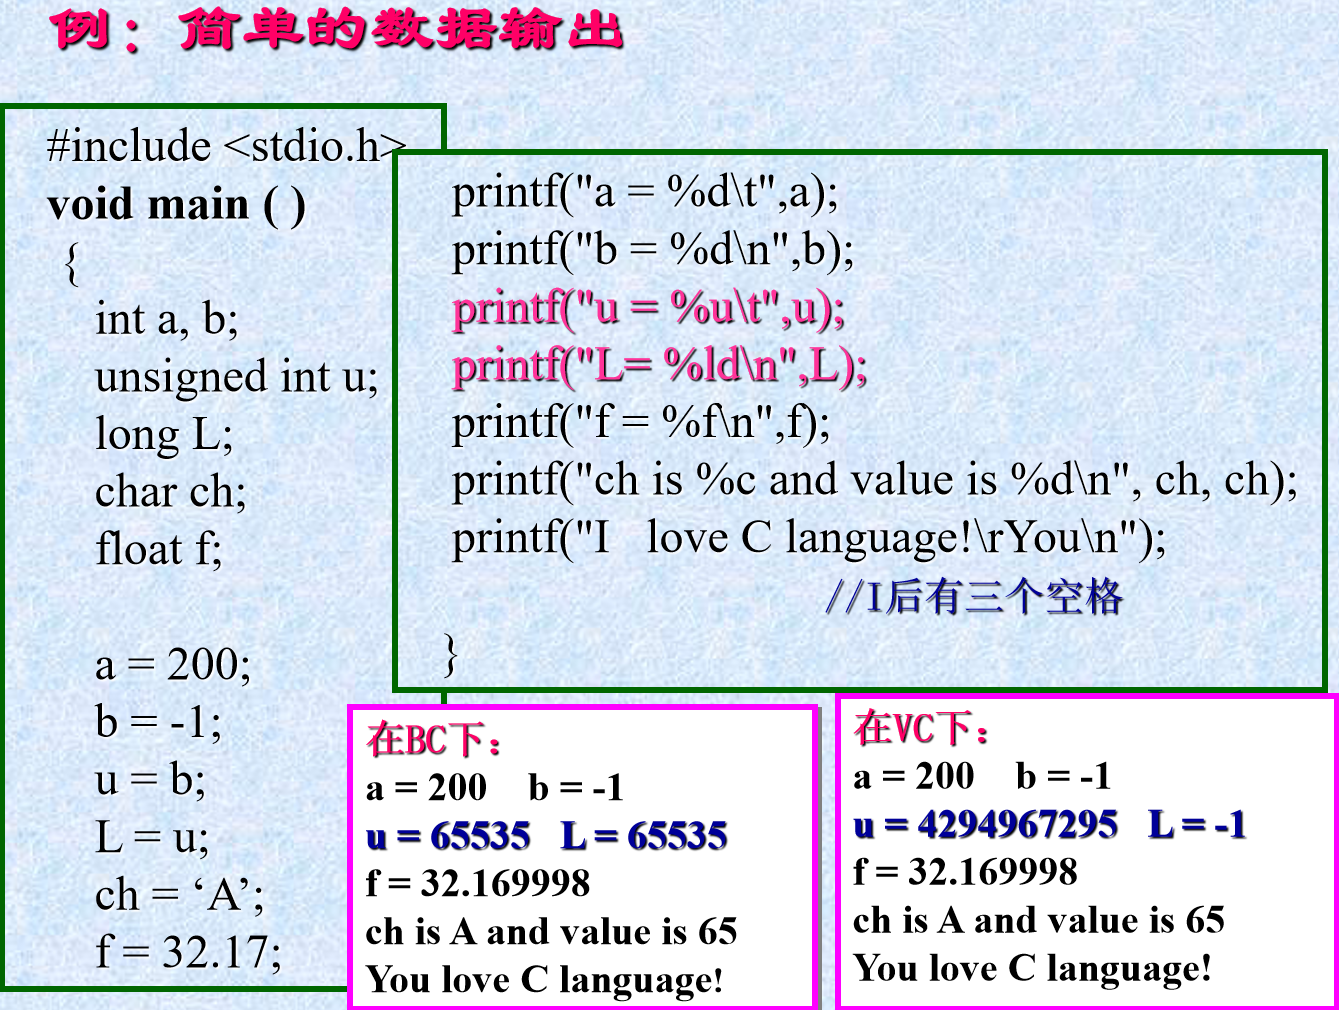 例：简单的数据输出
#include <stdio.h>
void main ( )
{
int a, b;
unsigned int u;
long L;
char ch;
float f;
a = 200;
b = -1;
u = b;
L = u;
ch = ‘A’;
f = 32.17;
printf("a = %d\t",a);
printf("b = %d\n",b);
printf("u = %u\t",u);
printf("L= %ld\n",L);
printf("f = %f\n",f);
printf("ch is %c and value is %d\n", ch, ch);
printf("I   love C language!\rYou\n");
//I后有三个空格
}
在BC下：
a = 200    b = -1
u = 65535   L = 65535
f = 32.169998
ch is A and value is 65
You love C language!
在VC下：
a = 200    b = -1
u = 4294967295   L = -1
f = 32.169998
ch is A and value is 65
You love C language!